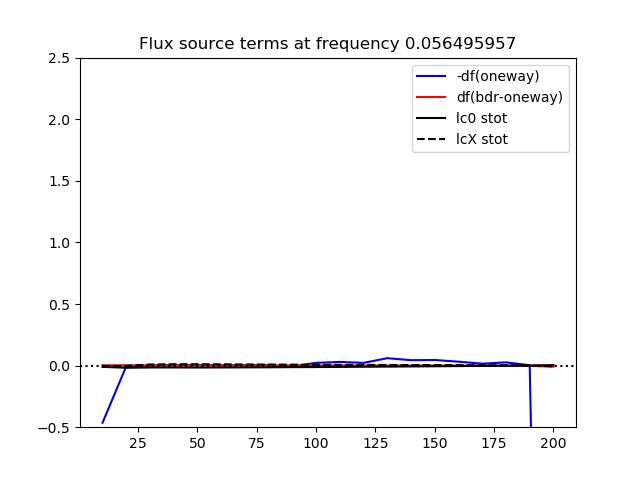 Flux source terms at frequency 0.056495957
2.5
2.0
1.5
1.0
0.5
0.0
−0.5
-df(oneway)
df(bdr-oneway)
lc0 stot
lcX stot
25 50 75 100 125 150 175 200